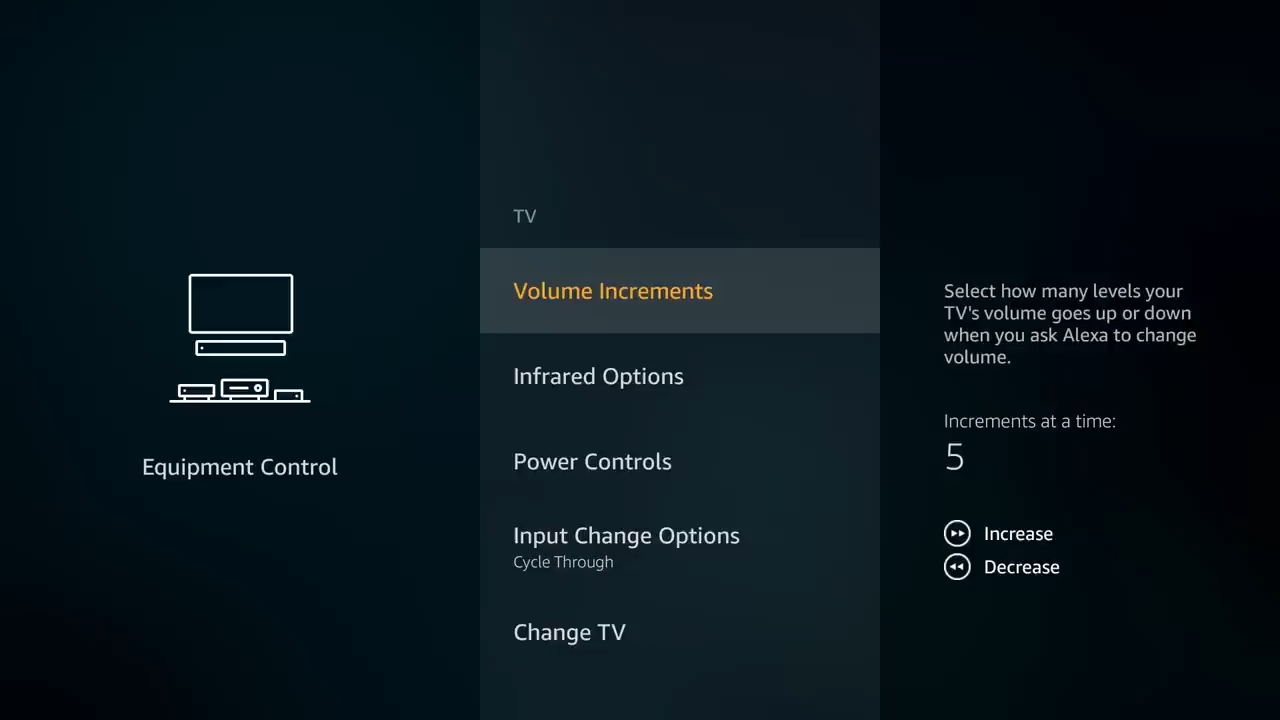 Equipment Control
TV
Volume Increments
Infrared Options
Power Controls
Input Change Options
Cycle Through
Change TV
Select how many levels your
TV's volume goes up or down
when you ask Alexa to change
volume.
Increments at a time:
5
Increase
Decrease